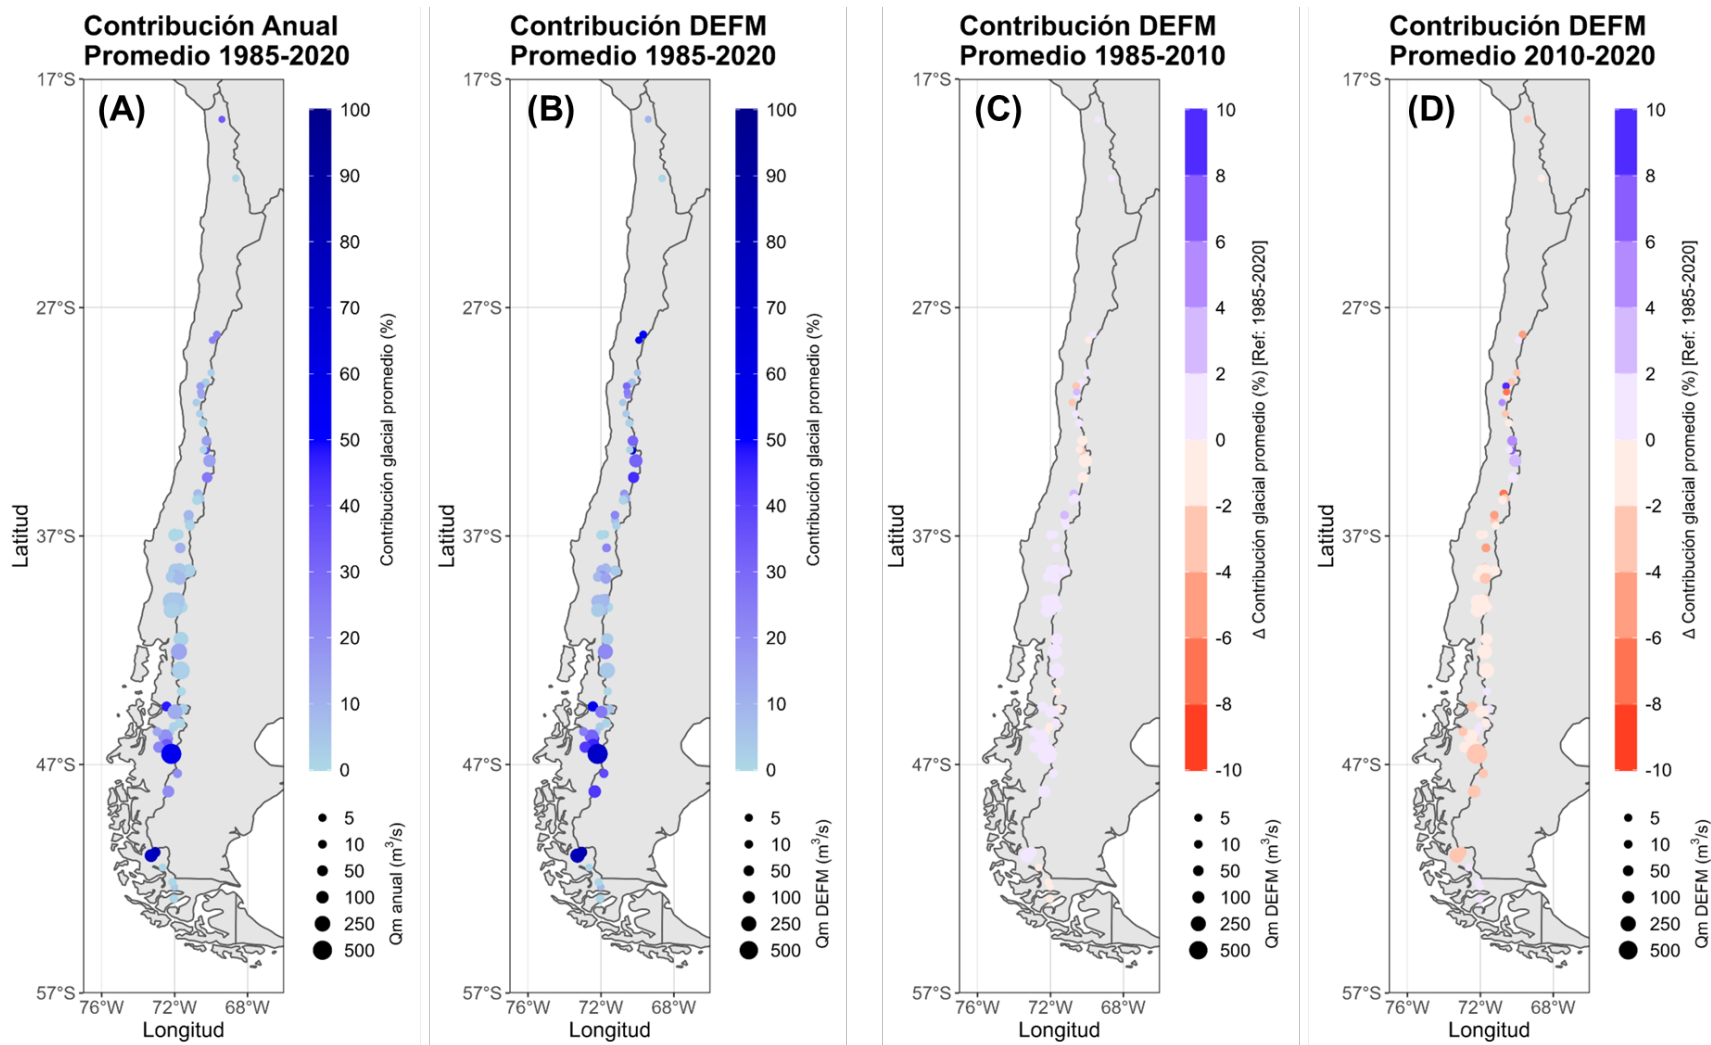 Contribución Anual
Promedio 1985-2020
(A)
17°S
27°S
37°S
47°S
57°S
76°W 72°W 68°W
Latitud
Longitud
100
90
80
70
60
50
40
30
20
10
0
Contribución glacial promedio (%)
5
10
50
100
250
500
Qm anual (m³/s)
Contribución DEFM
Promedio 1985-2020
(B)
17°S
27°S
37°S
47°S
57°S
76°W 72°W 68°W
Latitud
Longitud
100
90
80
70
60
50
40
30
20
10
0
Contribución glacial promedio (%)
5
10
50
100
250
500
Qm DEFM (m³/s)
Contribución DEFM
Promedio 1985-2010
(C)
17°S
27°S
37°S
47°S
57°S
76°W 72°W 68°W
Latitud
Longitud
10
8
6
4
2
0
-2
-4
-6
-8
-10
Δ Contribución glacial promedio (%) [Ref: 1985-2020]
5
10
50
100
250
500
Qm DEFM (m³/s)
Contribución DEFM
Promedio 2010-2020
(D)
17°S
27°S
37°S
47°S
57°S
76°W 72°W 68°W
Latitud
Longitud
10
8
6
4
2
0
-2
-4
-6
-8
-10
Δ Contribución glacial promedio (%) [Ref: 1985-2020]
5
10
50
100
250
500
Qm DEFM (m³/s)